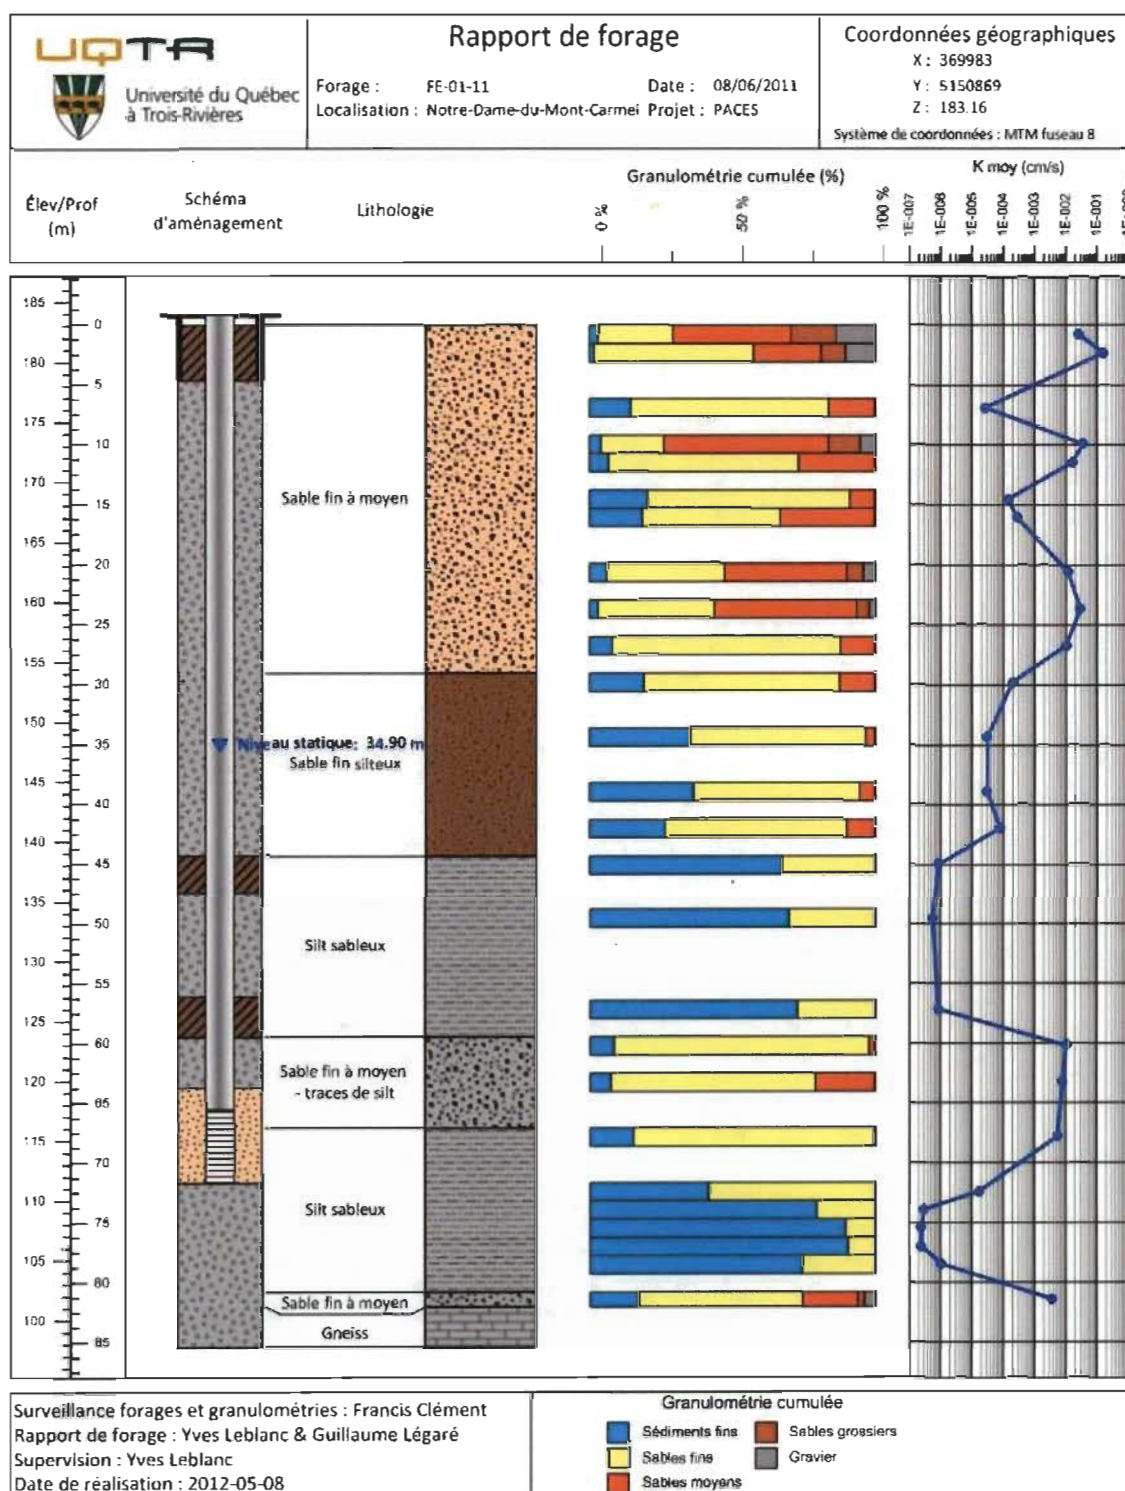 UQTR
Université du Québec
à Trois-Rivières
Rapport de forage
Forage : FE-01-11 Date : 08/06/2011
Localisation : Notre-Dame-du-Mont-Carmel Projet : PACES
Coordonnées géographiques
X : 369983
Y : 5150869
Z : 183.16
Système de coordonnées : MTM fuseau 8
Élev/Prof
(m)
Schéma
d'aménagement
Lithologie
Granulométrie cumulée (%)
0 % 50 % 100 %
K moy (cm/s)
1E-007 1E-006 1E-005 1E-004 1E-003 1E-002 1E-001
185
0
180
5
175
10
170
15
165
20
160
25
155
30
150
35
145
40
140
45
135
50
130
55
125
60
120
65
115
70
110
75
105
80
100
85
Sable fin à moyen
Niveau statique: 34.90 m
Sable fin silteux
Silt sableux
Sable fin à moyen
- traces de silt
Silt sableux
Sable fin à moyen
Gneiss
Surveillance forages et granulométries : Francis Clément
Rapport de forage : Yves Leblanc & Guillaume Légaré
Supervision : Yves Leblanc
Date de réalisation : 2012-05-08
Granulométrie cumulée
Sédiments fins Sables grossiers
Sables fins Gravier
Sables moyens